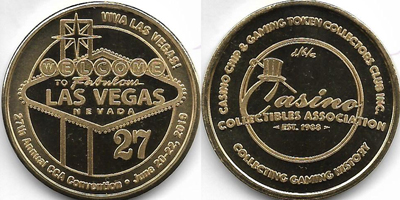 VIVA LAS VEGAS!
WELCOME
TO Fabulous
LAS VEGAS
NEVADA
27
27th Annual CCA Convention • June 20-22, 2019
CASINO CHIP & GAMING TOKEN COLLECTORS CLUB INC.
d/b/a
Casino
COLLECTIBLES ASSOCIATION
EST. 1988
COLLECTING GAMING HISTORY